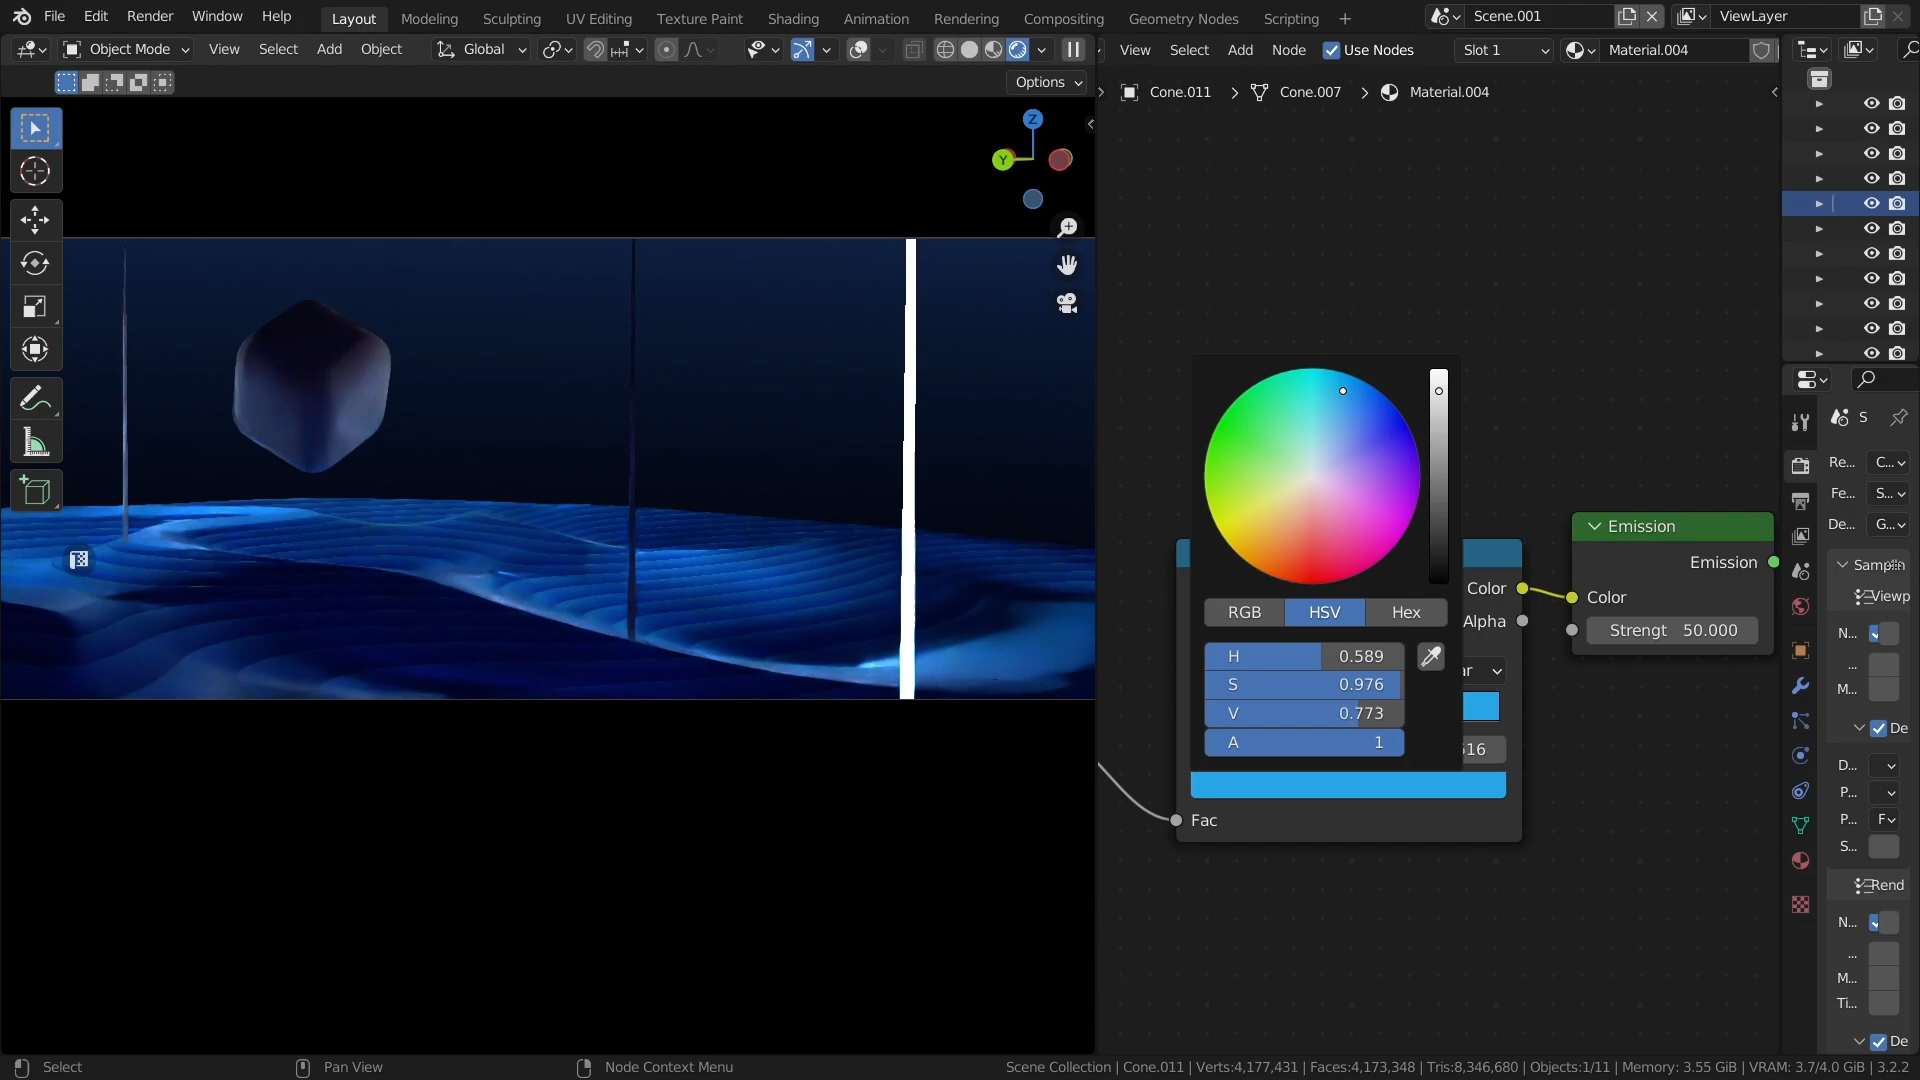 File Edit Render Window Help Layout Modeling Sculpting UV Editing Texture Paint Shading Animation Rendering Compositing Geometry Nodes Scripting + Scene.001 ViewLayer
Object Mode View Select Add Object Global View Select Add Node Use Nodes Slot 1 Material.004
Options
Cone.011 > Cone.007 > Material.004
Z
Y
S
Re... C...
Fe... S...
De... G...
Emission
Emission
Color
Strengt 50.000
Color
Alpha
RGB HSV Hex
H 0.589
S 0.976
V 0.773
A 1
ar
516
Fac
Viewp
N...
...
M...
De
D...
P...
P... F
S...
Rend
N...
...
M...
Ti...
De
Select Pan View Node Context Menu Scene Collection | Cone.011 | Verts:4,177,431 | Faces:4,173,348 | Tris:8,346,680 | Objects:1/11 | Memory: 3.55 GiB | VRAM: 3.7/4.0 GiB | 3.2.2